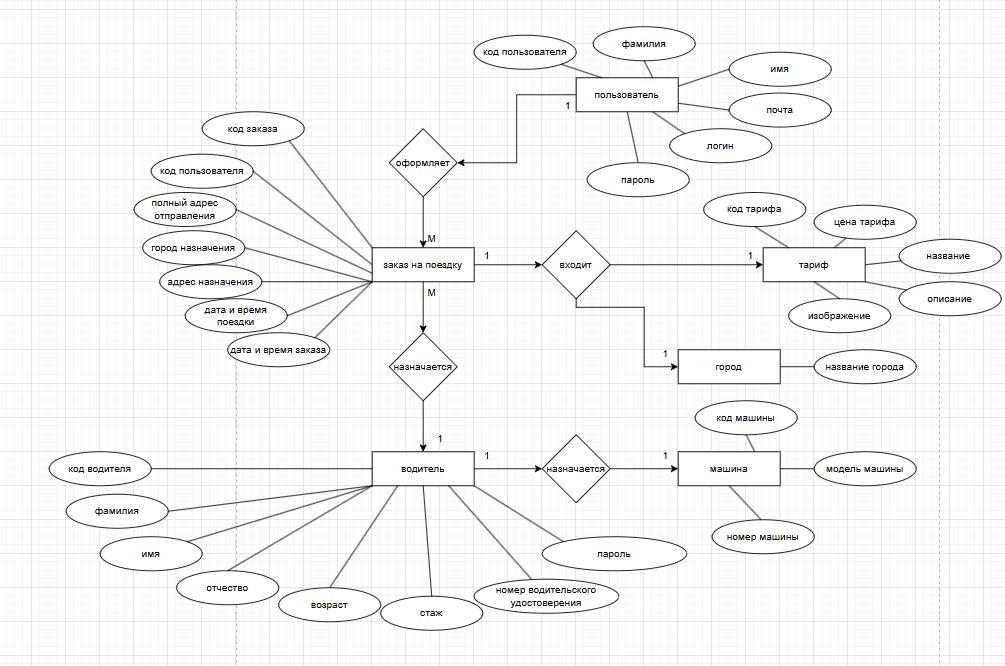 код пользователя
фамилия
имя
пользователь
1
почта
код заказа
логин
оформляет
код пользователя
пароль
полный адрес
отправления
код тарифа
цена тарифа
город назначения
М
заказ на поездку
1
входит
1
тариф
название
адрес назначения
М
описание
дата и время
поездки
изображение
дата и время заказа
назначается
1
город
название города
код машины
1
код водителя
водитель
1
назначается
1
машина
модель машины
фамилия
номер машины
имя
пароль
отчество
возраст
стаж
номер водительского
удостоверения